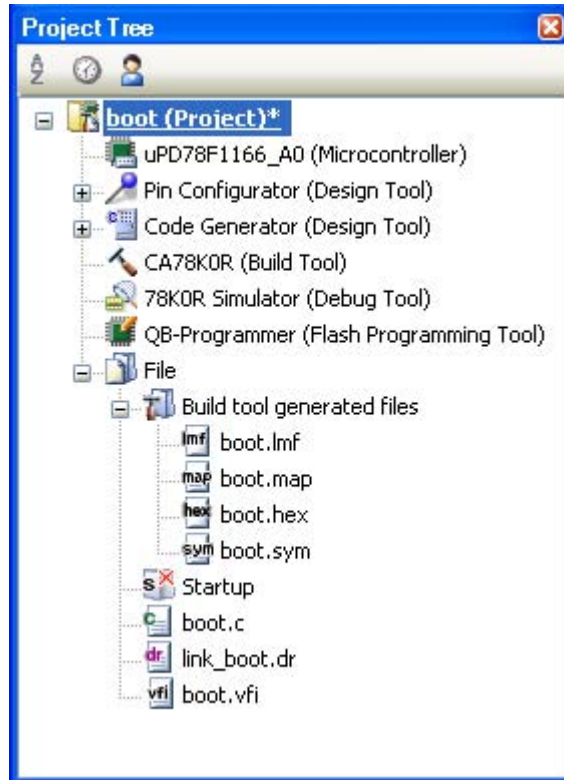 Project Tree
boot (Project)*
uPD78F1166_A0 (Microcontroller)
Pin Configurator (Design Tool)
Code Generator (Design Tool)
CA78K0R (Build Tool)
78K0R Simulator (Debug Tool)
QB-Programmer (Flash Programming Tool)
File
Build tool generated files
lmf boot.lmf
map boot.map
hex boot.hex
sym boot.sym
S Startup
C boot.c
dr link_boot.dr
vfi boot.vfi